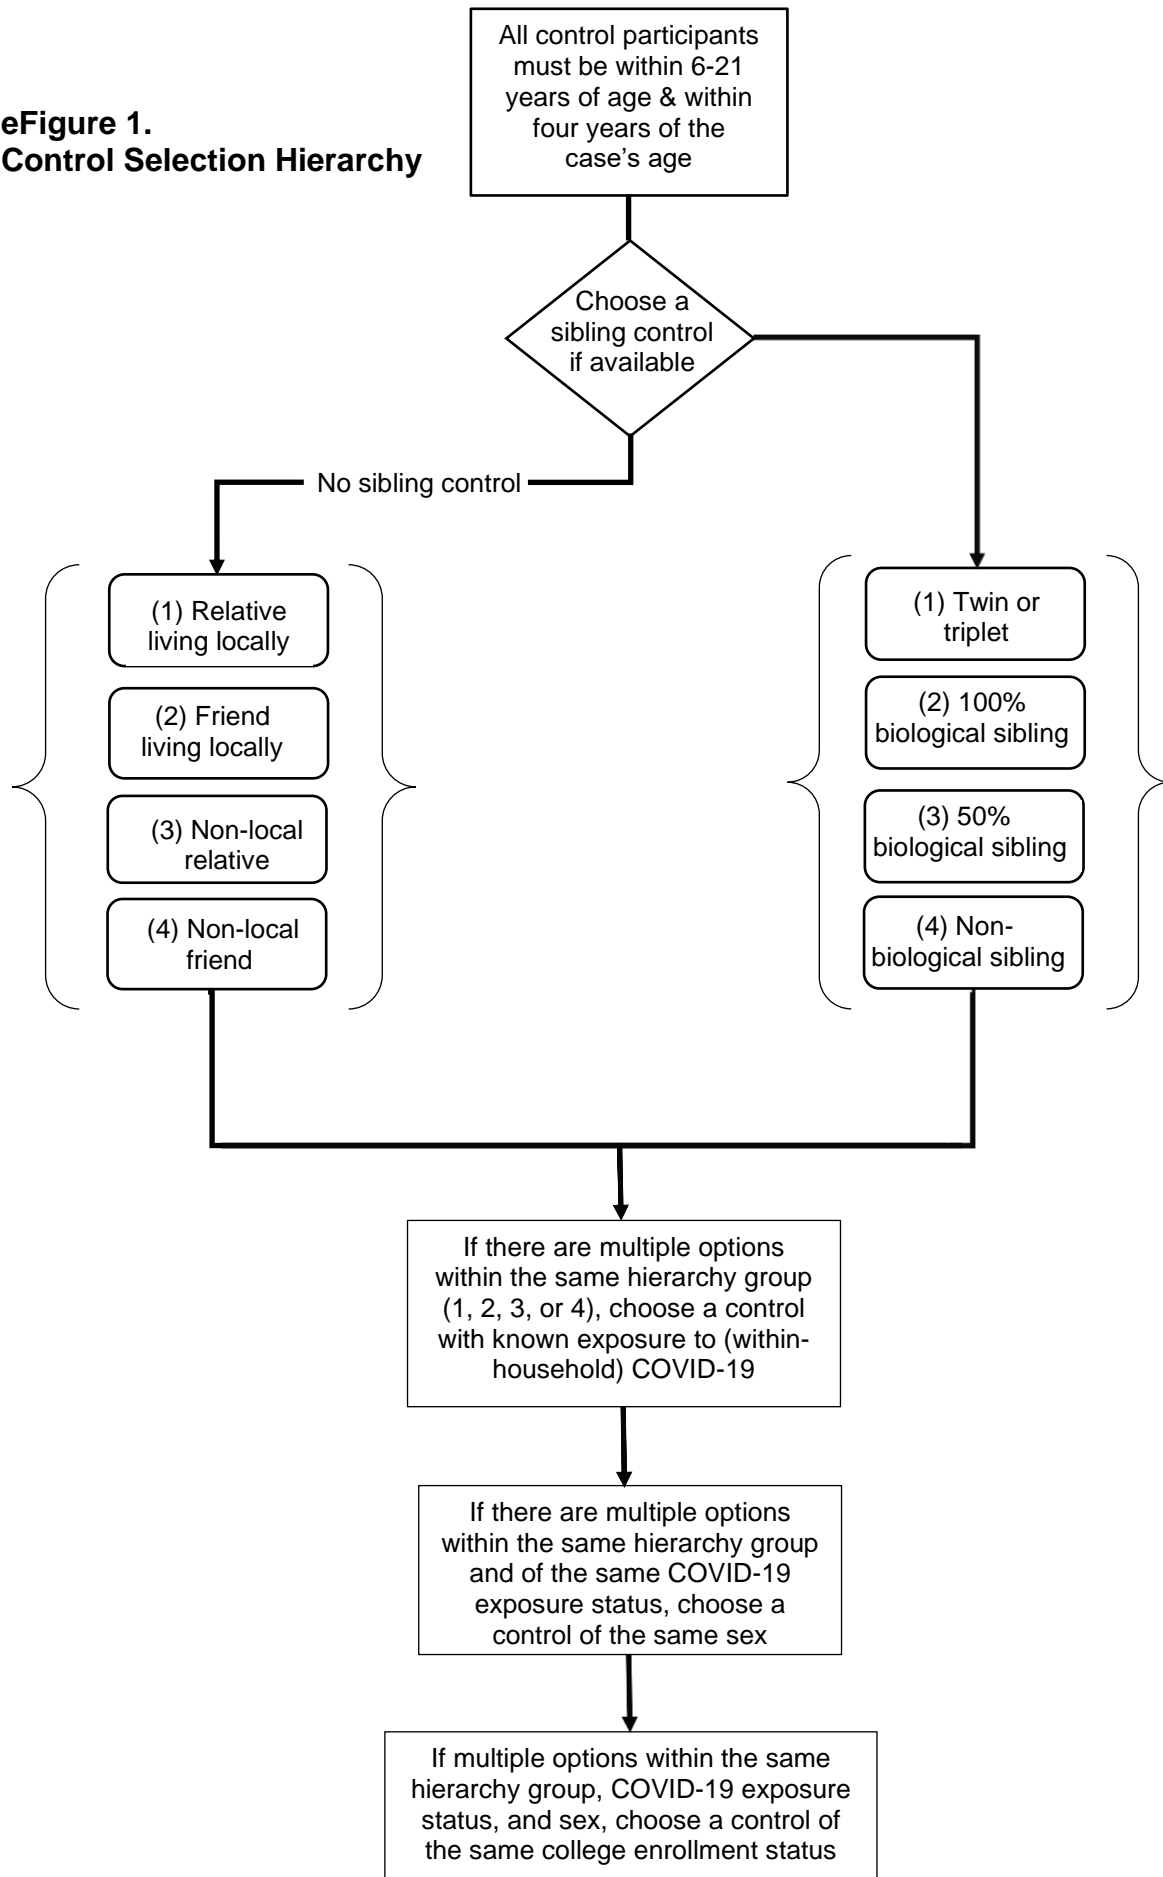 eFigure 1.
Control Selection Hierarchy
All control participants
must be within 6-21
years of age & within
four years of the
case's age
Choose a
sibling control
if available
No sibling control
(1) Relative
living locally
(2) Friend
living locally
(3) Non-local
relative
(4) Non-local
friend
(1) Twin or
triplet
(2) 100%
biological sibling
(3) 50%
biological sibling
(4) Non-
biological sibling
If there are multiple options
within the same hierarchy group
(1, 2, 3, or 4), choose a control
with known exposure to (within-
household) COVID-19
If there are multiple options
within the same hierarchy group
and of the same COVID-19
exposure status, choose a
control of the same sex
If multiple options within the same
hierarchy group, COVID-19 exposure
status, and sex, choose a control of
the same college enrollment status